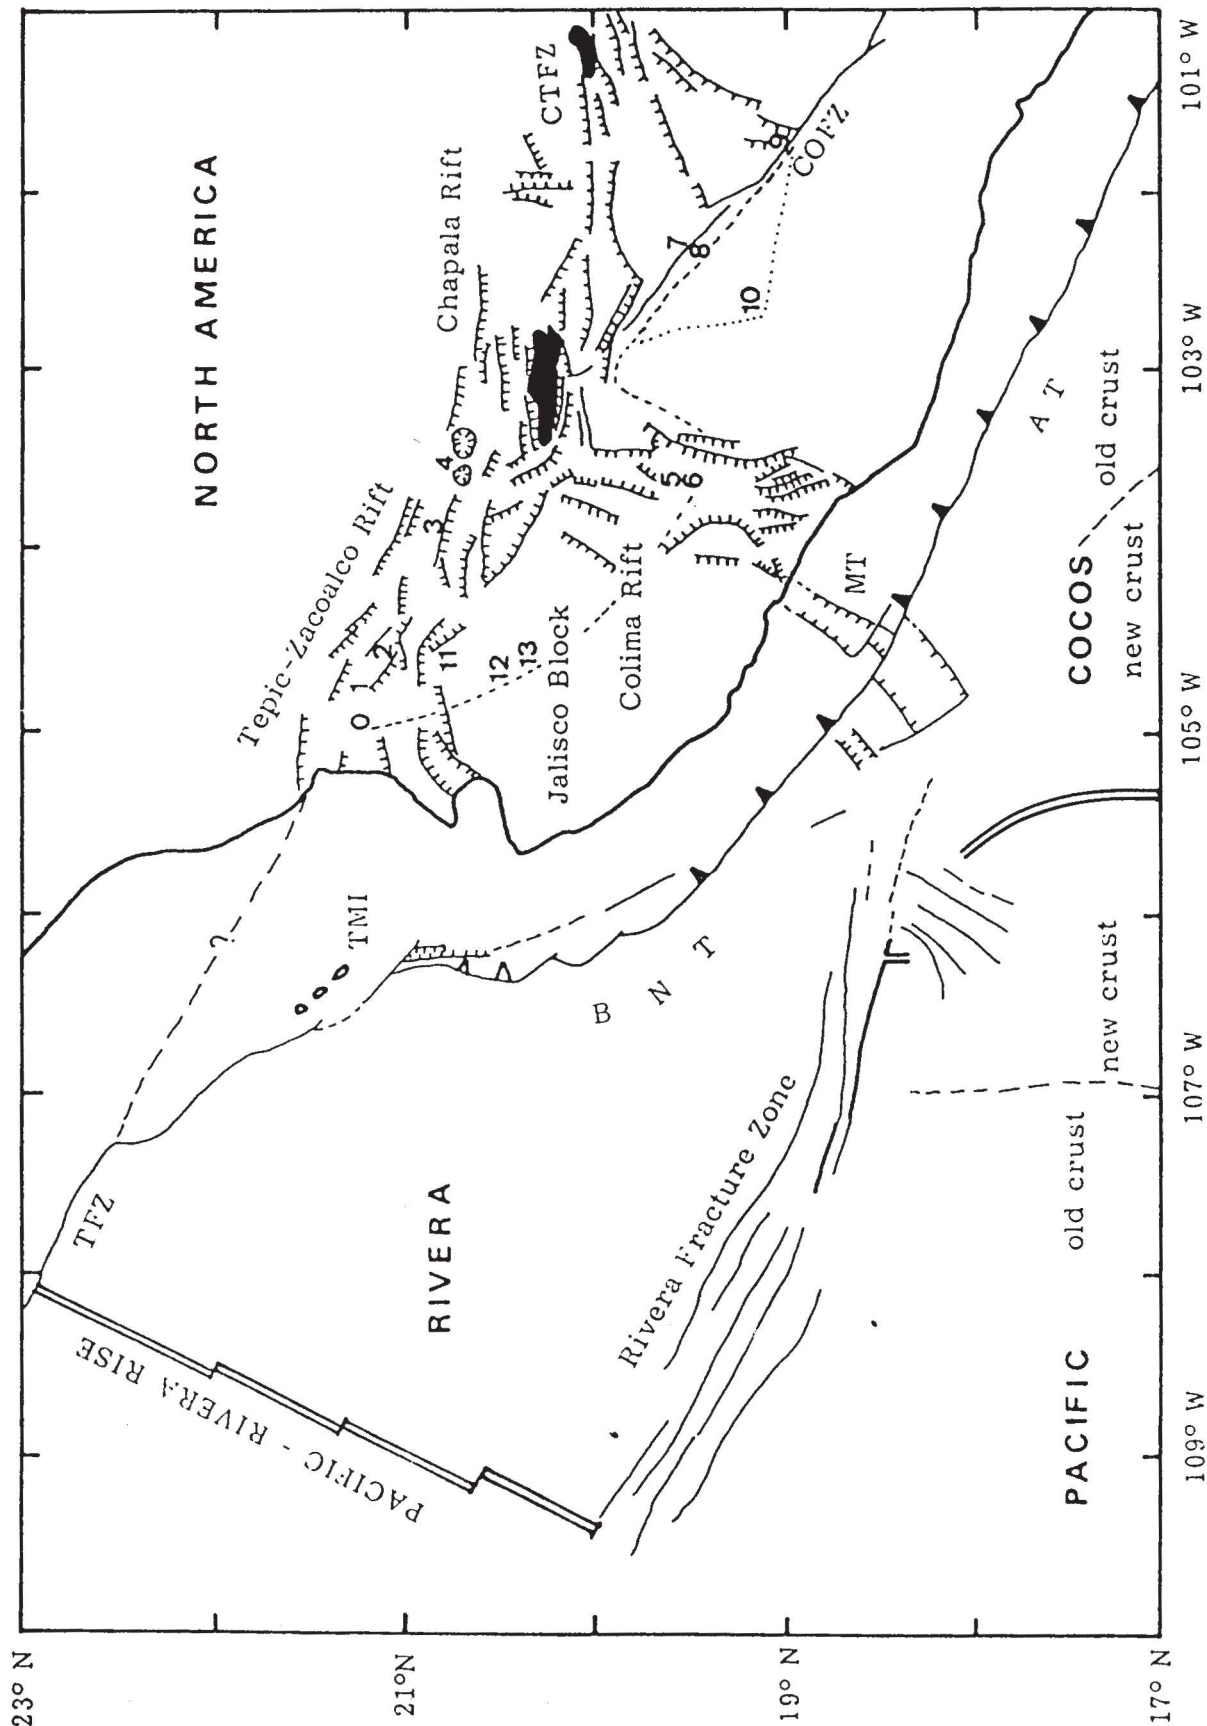 NORTH AMERICA
Tepic-Zacoalco Rift
Chapala Rift
CTFZ
COFZ
0
1
2
3
4
5
6
7
8
9
10
11
12
13
Jalisco Block
Colima Rift
MT
TMI
?
TFZ
PACIFIC - RIVERA RISE
RIVERA
BNT
AT
Rivera Fracture Zone
PACIFIC
old crust
new crust
COCOS
new crust
old crust
23° N
21°N
19° N
17° N
109° W
107° W
105° W
103° W
101° W